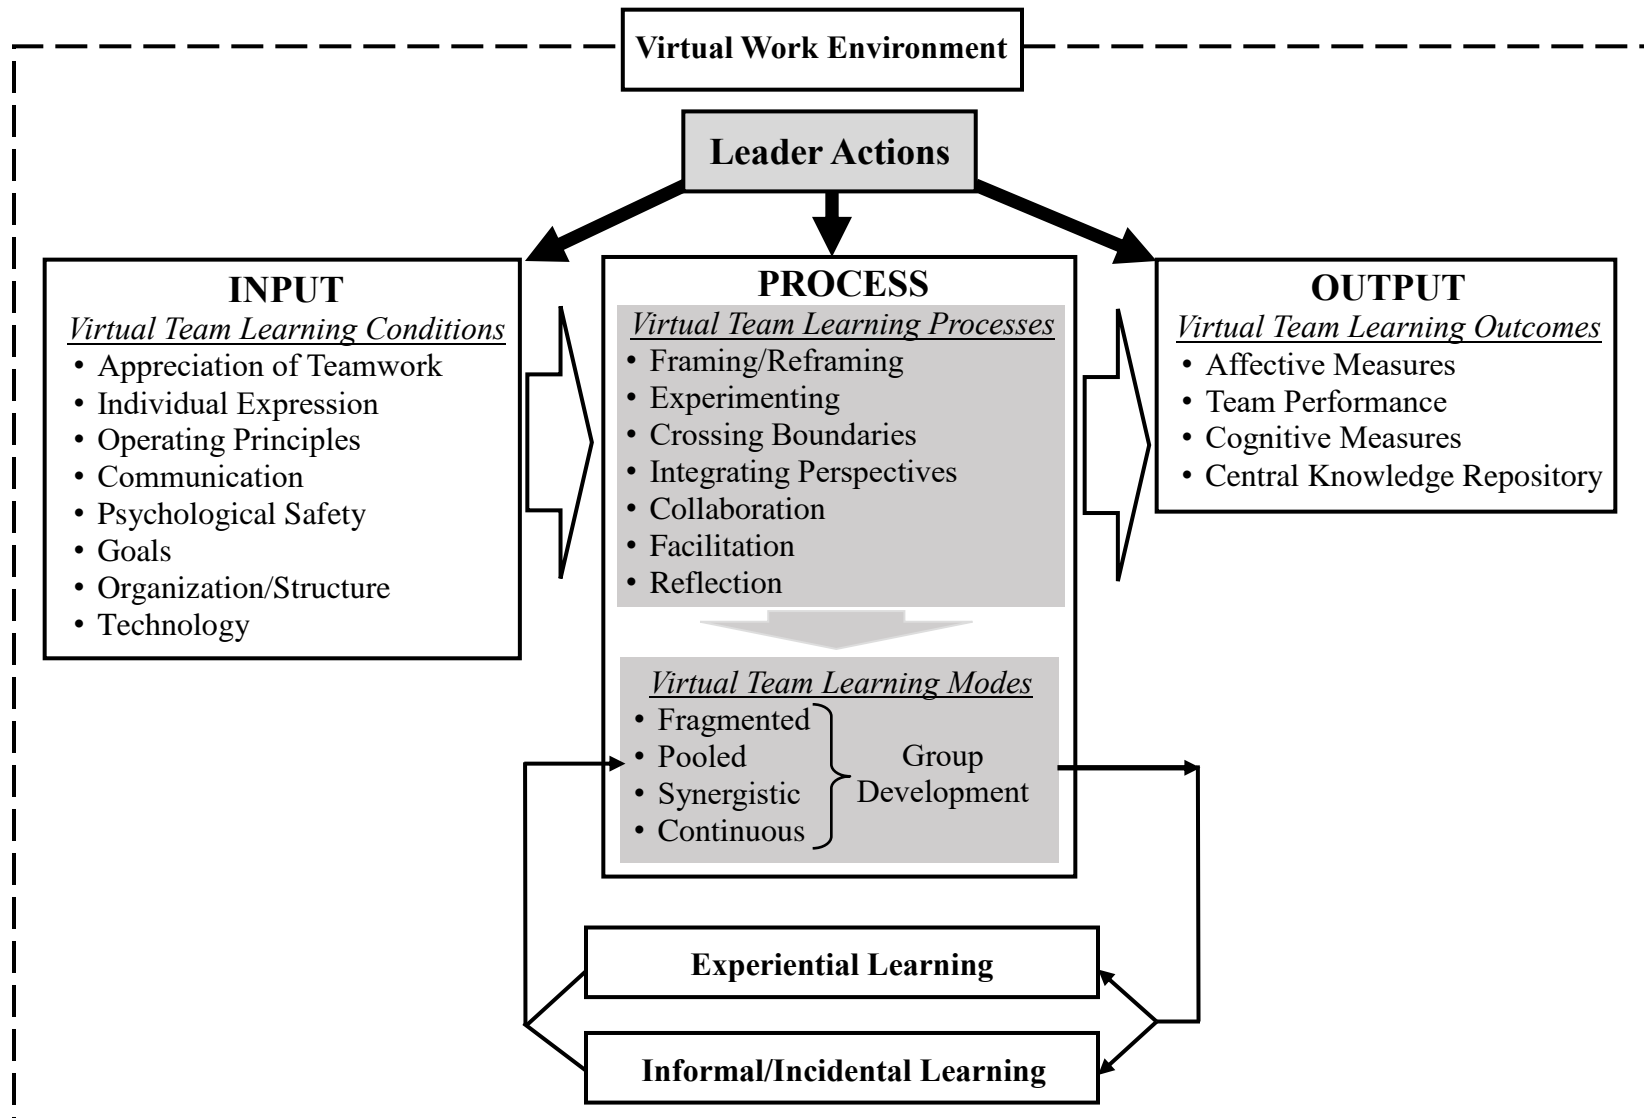 Virtual Work Environment
Leader Actions
INPUT
Virtual Team Learning Conditions
• Appreciation of Teamwork
• Individual Expression
• Operating Principles
• Communication
• Psychological Safety
• Goals
• Organization/Structure
• Technology
PROCESS
Virtual Team Learning Processes
• Framing/Reframing
• Experimenting
• Crossing Boundaries
• Integrating Perspectives
• Collaboration
• Facilitation
• Reflection
Virtual Team Learning Modes
• Fragmented
• Pooled
• Synergistic
• Continuous
Group
Development
OUTPUT
Virtual Team Learning Outcomes
• Affective Measures
• Team Performance
• Cognitive Measures
• Central Knowledge Repository
Experiential Learning
Informal/Incidental Learning